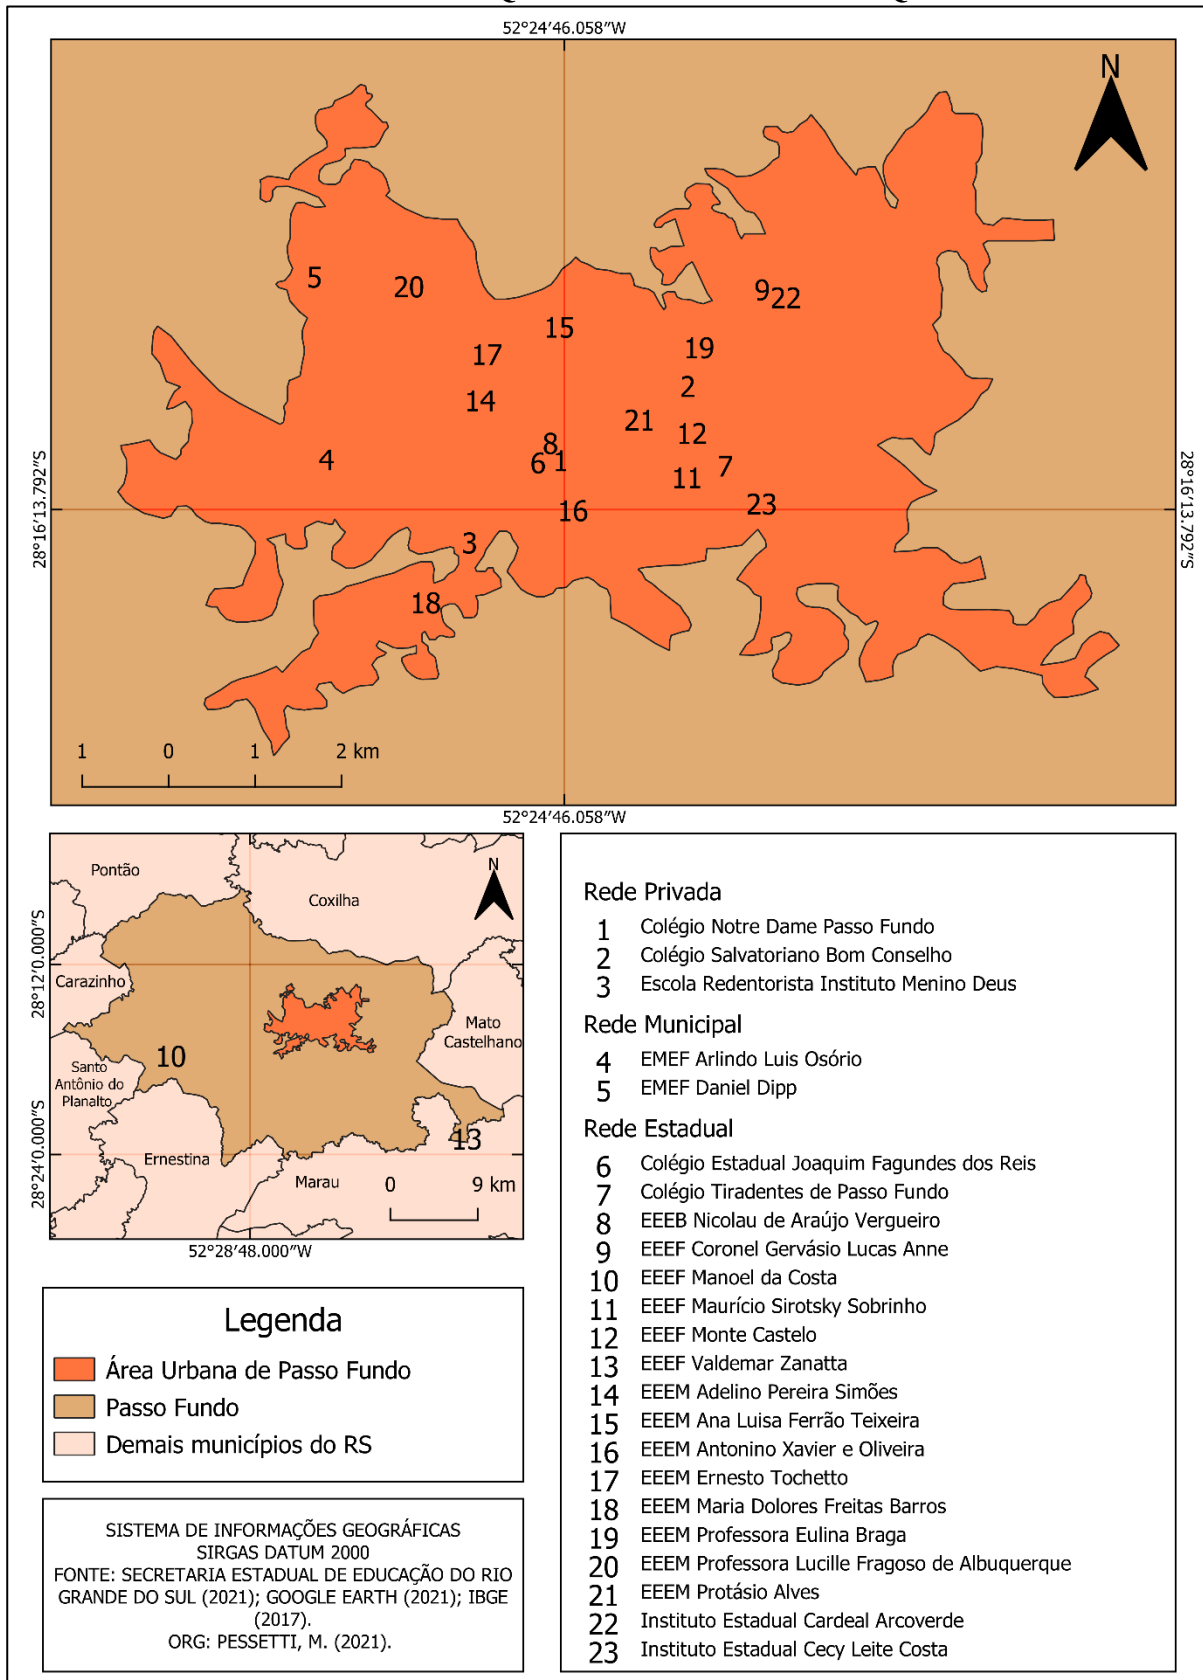 52°24'46.058"W
N
5
20
9
22
15
17
19
2
14
21
12
8
4
6
1
7
11
23
16
3
18
28°16'13.792"S
28°16'13.792"S
1 0 1 2 km
52°24'46.058"W
Pontão
N
Coxilha
28°12'0.000"S
Carazinho
Mato
Castelhano
10
Santo
Antônio do
Planalto
28°24'0.000"S
13
Ernestina
Marau
0 9 km
52°28'48.000"W
Legenda
Área Urbana de Passo Fundo
Passo Fundo
Demais municípios do RS
SISTEMA DE INFORMAÇÕES GEOGRÁFICAS
SIRGAS DATUM 2000
FONTE: SECRETARIA ESTADUAL DE EDUCAÇÃO DO RIO
GRANDE DO SUL (2021); GOOGLE EARTH (2021); IBGE
(2017).
ORG: PESSETTI, M. (2021).
Rede Privada
1 Colégio Notre Dame Passo Fundo
2 Colégio Salvatoriano Bom Conselho
3 Escola Redentorista Instituto Menino Deus
Rede Municipal
4 EMEF Arlindo Luis Osório
5 EMEF Daniel Dipp
Rede Estadual
6 Colégio Estadual Joaquim Fagundes dos Reis
7 Colégio Tiradentes de Passo Fundo
8 EEEB Nicolau de Araújo Vergueiro
9 EEEF Coronel Gervásio Lucas Anne
10 EEEF Manoel da Costa
11 EEEF Maurício Sirotsky Sobrinho
12 EEEF Monte Castelo
13 EEEF Valdemar Zanatta
14 EEEM Adelino Pereira Simões
15 EEEM Ana Luisa Ferrão Teixeira
16 EEEM Antonino Xavier e Oliveira
17 EEEM Ernesto Tochetto
18 EEEM Maria Dolores Freitas Barros
19 EEEM Professora Eulina Braga
20 EEEM Professora Lucille Fragoso de Albuquerque
21 EEEM Protásio Alves
22 Instituto Estadual Cardeal Arcoverde
23 Instituto Estadual Cecy Leite Costa